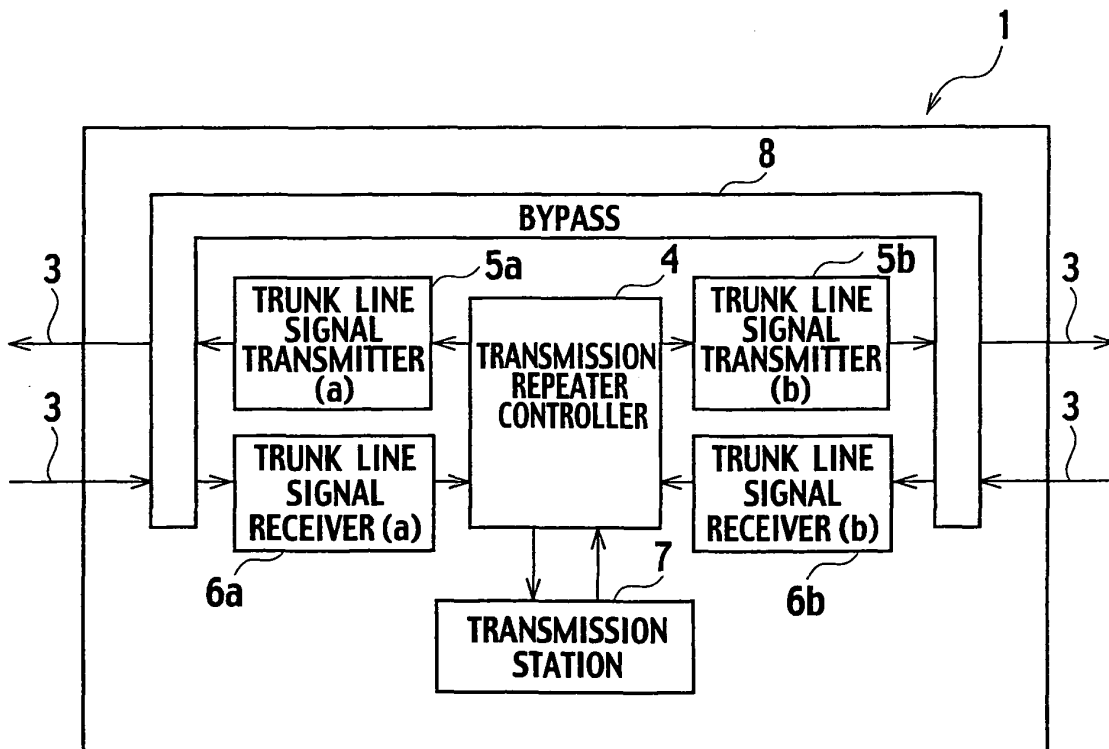 1
8
BYPASS
3
5a
4
5b
3
TRUNK LINE
SIGNAL
TRANSMITTER
(a)
TRANSMISSION
REPEATER
CONTROLLER
TRUNK LINE
SIGNAL
TRANSMITTER
(b)
3
3
TRUNK LINE
SIGNAL
RECEIVER (a)
TRUNK LINE
SIGNAL
RECEIVER (b)
6a
7
6b
TRANSMISSION
STATION